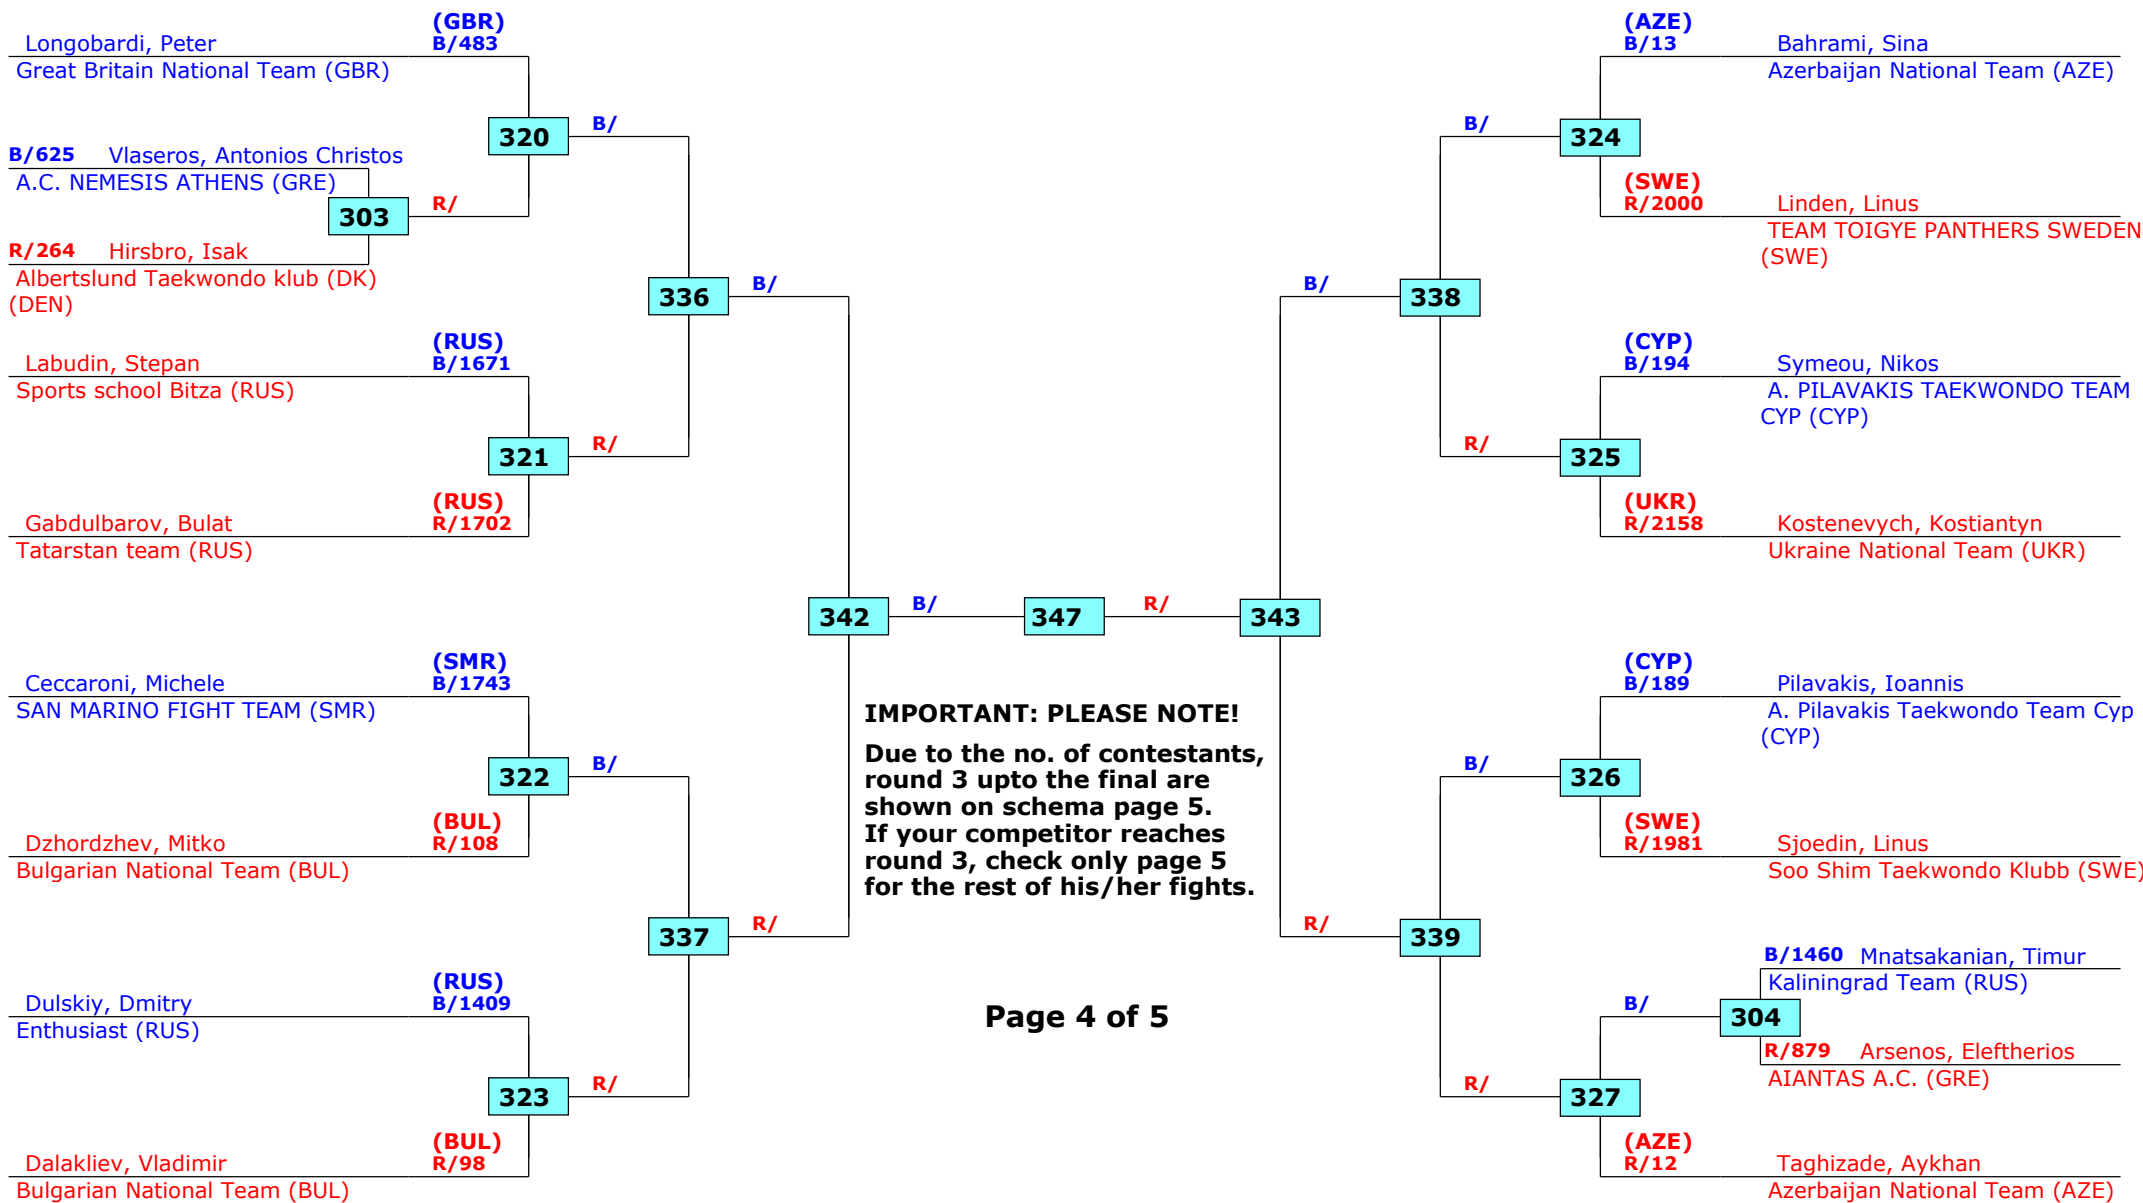 (GBR)
Longobardi, Peter B/483
Great Britain National Team (GBR)
320 B/
B/625 Vlaseros, Antonios Christos
A.C. NEMESIS ATHENS (GRE)
303 R/
R/264 Hirsbro, Isak
Albertslund Taekwondo klub (DK)
(DEN)
336 B/
(RUS)
Labudin, Stepan B/1671
Sports school Bitza (RUS)
321 R/
(RUS)
Gabdulbarov, Bulat R/1702
Tatarstan team (RUS)
342 B/ 347 R/ 343
(SMR)
Ceccaroni, Michele B/1743
SAN MARINO FIGHT TEAM (SMR)
322 B/
(BUL)
Dzhordzhev, Mitko R/108
Bulgarian National Team (BUL)
337 R/
(RUS)
Dulskiy, Dmitry B/1409
Enthusiast (RUS)
323 R/
(BUL)
Dalakliev, Vladimir R/98
Bulgarian National Team (BUL)
IMPORTANT: PLEASE NOTE!
Due to the no. of contestants,
round 3 upto the final are
shown on schema page 5.
If your competitor reaches
round 3, check only page 5
for the rest of his/her fights.
Page 4 of 5
(AZE)
B/13 Bahrami, Sina
Azerbaijan National Team (AZE)
B/ 324
(SWE)
R/2000 Linden, Linus
TEAM TOIGYE PANTHERS SWEDEN
(SWE)
B/ 338
(CYP)
B/194 Symeou, Nikos
A. PILAVAKIS TAEKWONDO TEAM
CYP (CYP)
R/ 325
(UKR)
R/2158 Kostenevych, Kostiantyn
Ukraine National Team (UKR)
(CYP)
B/189 Pilavakis, Ioannis
A. Pilavakis Taekwondo Team Cyp
(CYP)
B/ 326
(SWE)
R/1981 Sjoedin, Linus
Soo Shim Taekwondo Klubb (SWE)
R/ 339
B/1460 Mnatsakanian, Timur
Kaliningrad Team (RUS)
B/ 304
R/879 Arsenos, Eleftherios
AIANTAS A.C. (GRE)
R/ 327
(AZE)
R/12 Taghizade, Aykhan
Azerbaijan National Team (AZE)